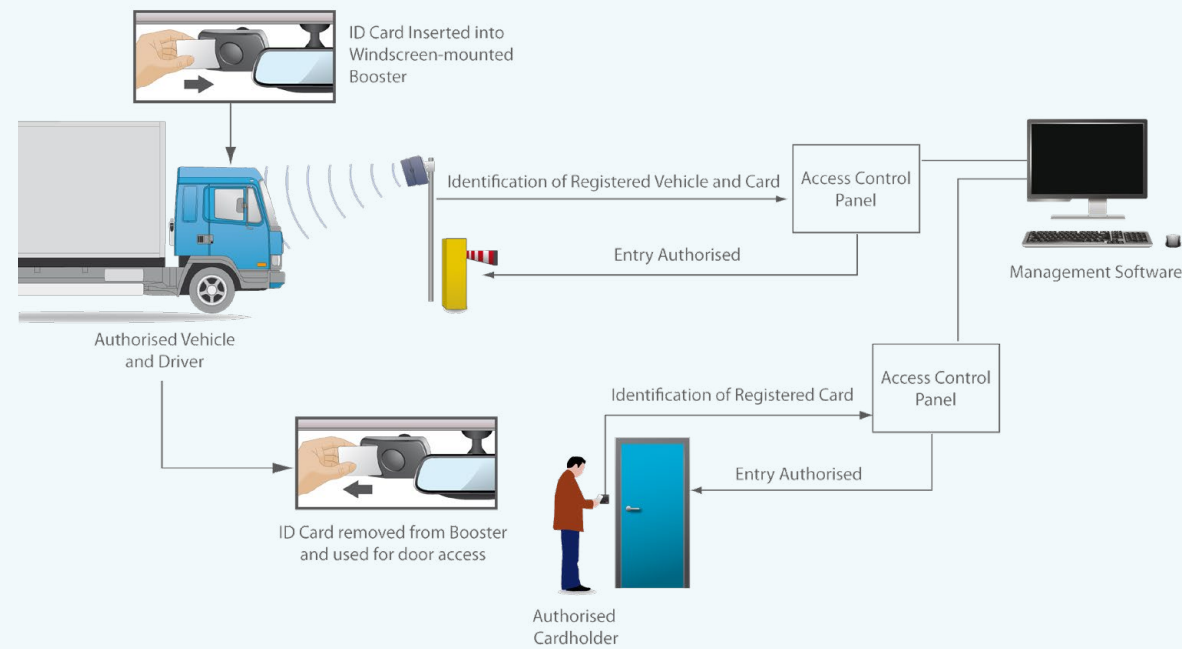 ID Card Inserted into
Windscreen-mounted
Booster
Identification of Registered Vehicle and Card
Access Control
Panel
Entry Authorised
Management Software
Authorised Vehicle
and Driver
Identification of Registered Card
Access Control
Panel
Entry Authorised
ID Card removed from Booster
and used for door access
Authorised
Cardholder